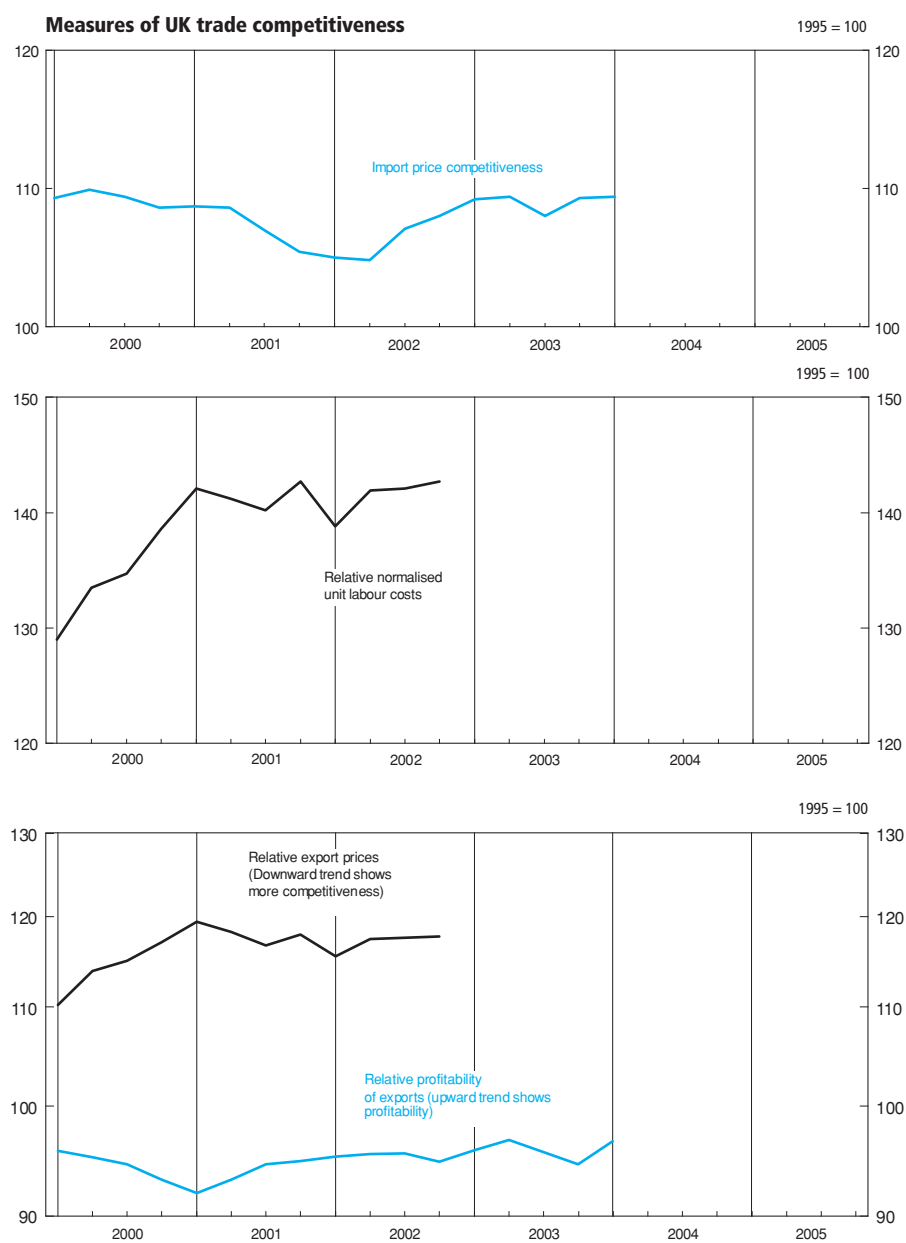 Measures of UK trade competitiveness
1995 = 100
120
120
Import price competitiveness
110
110
100
100
2000 2001 2002 2003 2004 2005
1995 = 100
150
150
140
140
Relative normalised
unit labour costs
130
130
120
120
2000 2001 2002 2003 2004 2005
1995 = 100
130
130
Relative export prices
(Downward trend shows
more competitiveness)
120
120
110
110
Relative profitability
of exports (upward trend shows
profitability)
100
100
90
90
2000 2001 2002 2003 2004 2005